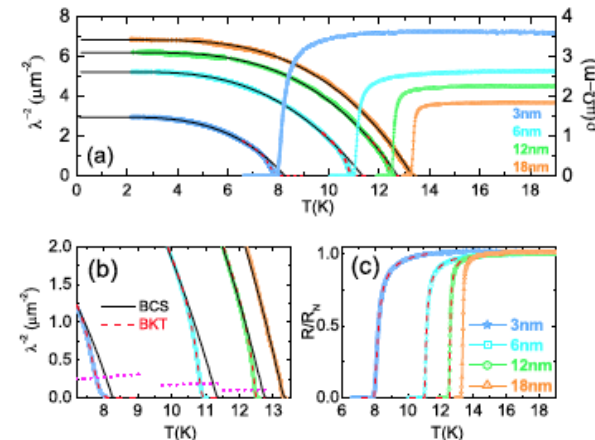 8
6
4
2
0
λ⁻² (μm⁻²)
(a)
4
3
2
1
0
ρ(mΩ-m)
3nm
6nm
12nm
18nm
0 2 4 6 8 10 12 14 16 18
T(K)
2.0
1.5
1.0
0.5
0.0
λ⁻² (μm⁻²)
(b)
BCS
BKT
8 9 10 11 12 13
T(K)
1.0
0.5
0.0
R/R_N
(c)
3nm
6nm
12nm
18nm
6 8 10 12 14 16 18
T(K)